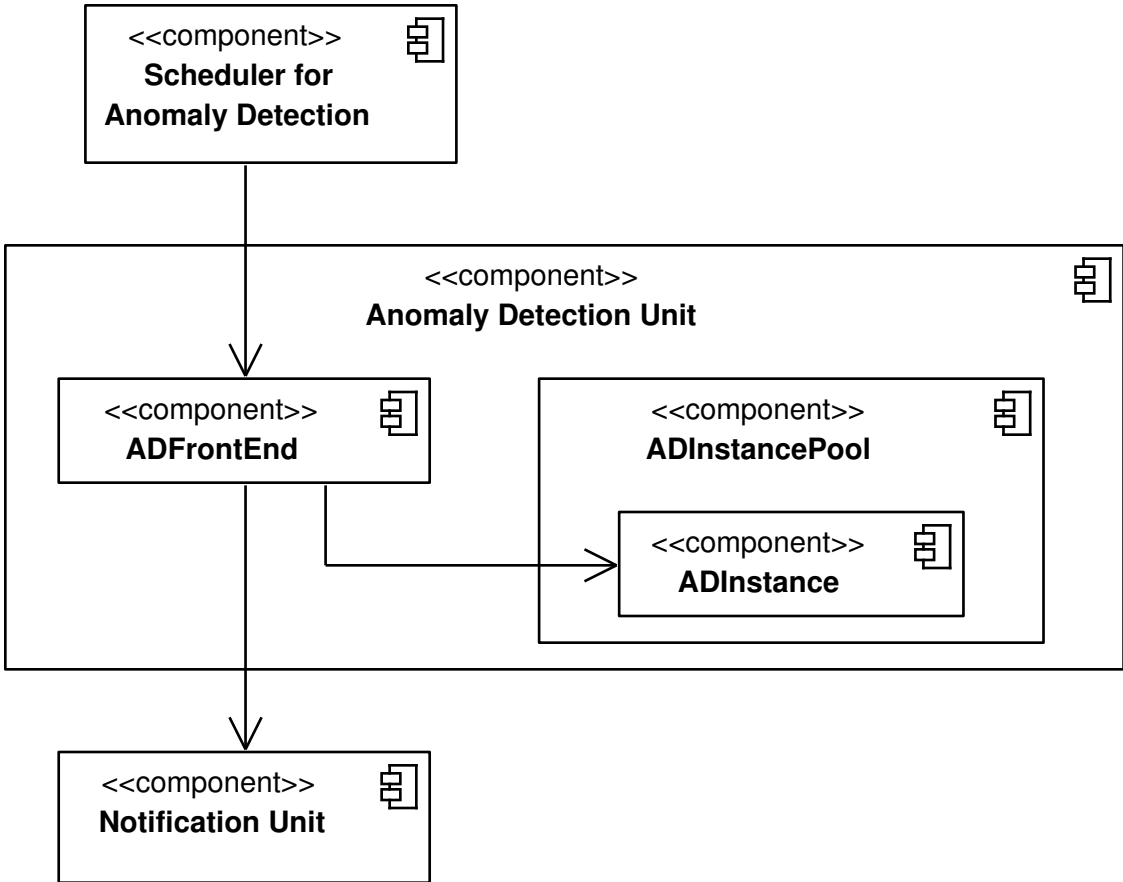 <<component>>
Scheduler for
Anomaly Detection
<<component>>
Anomaly Detection Unit
<<component>>
ADFrontEnd
<<component>>
ADInstancePool
<<component>>
ADInstance
<<component>>
Notification Unit